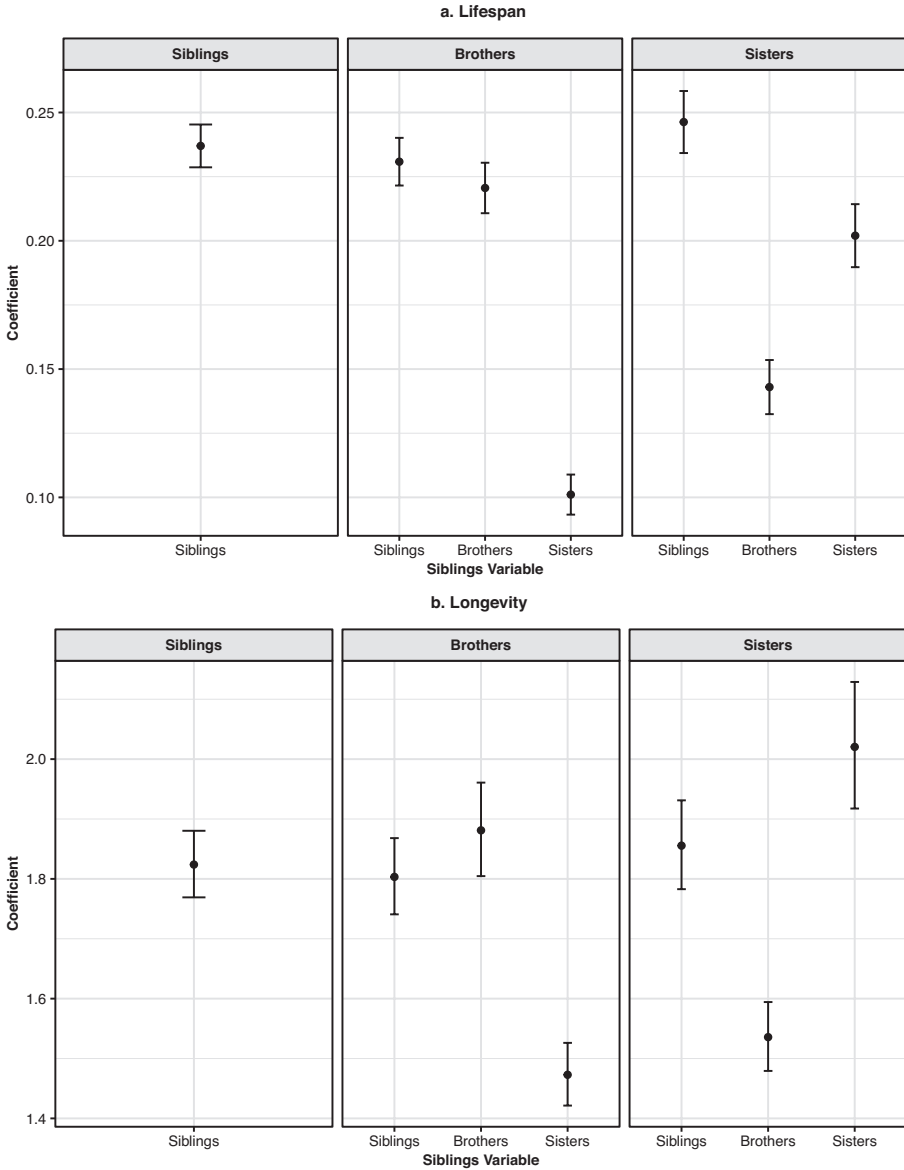 a. Lifespan
Siblings Brothers Sisters
0.25
0.20
0.15
0.10
Coefficient
Siblings Siblings Brothers Sisters Siblings Brothers Sisters
Siblings Variable
b. Longevity
Siblings Brothers Sisters
2.0
1.8
1.6
1.4
Coefficient
Siblings Siblings Brothers Sisters Siblings Brothers Sisters
Siblings Variable